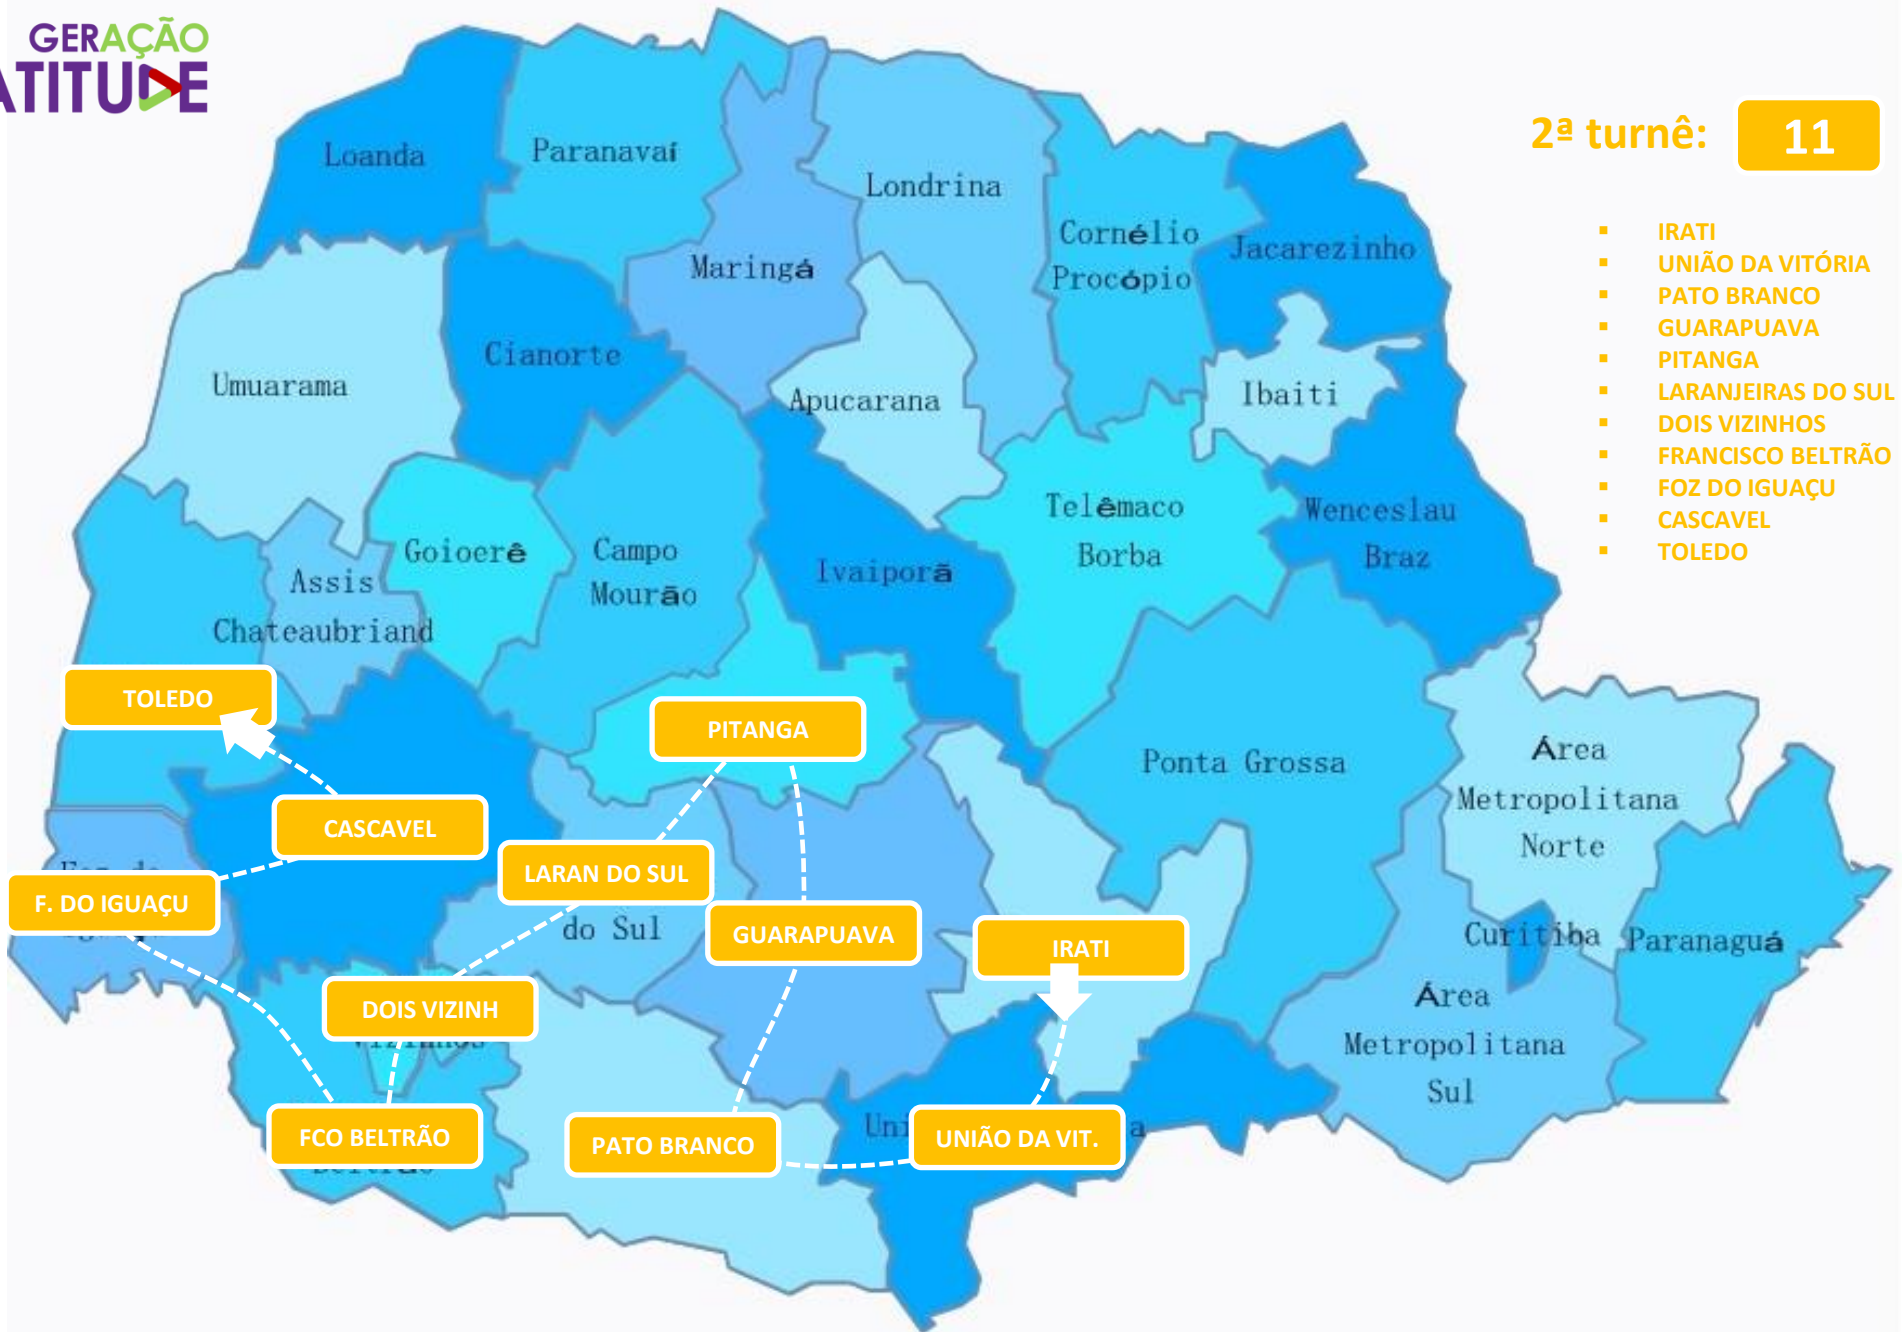 GERAÇÃO
ATITUDE
2ª turnê:
11
IRATI
UNIÃO DA VITÓRIA
PATO BRANCO
GUARAPUAVA
PITANGA
LARANJEIRAS DO SUL
DOIS VIZINHOS
FRANCISCO BELTRÃO
FOZ DO IGUAÇU
CASCAVEL
TOLEDO
Loanda
Paranavaí
Londrina
Maringá
Cornélio
Procópio
Jacarezinho
Umuarama
Cianorte
Apucarana
Ibaiti
Goioerê
Campo
Mourão
Ivaiporã
Telêmaco
Borba
Wenceslau
Braz
Assis
Chateaubriand
TOLEDO
PITANGA
Ponta Grossa
Área
Metropolitana
Norte
CASCAVEL
LARAN DO SUL
do Sul
F. DO IGUAÇU
GUARAPUAVA
IRATI
Curitiba
Paranaguá
DOIS VIZINH
Vizinhos
Área
Metropolitana
Sul
FCO BELTRÃO
Beltrão
PATO BRANCO
Uni
UNIÃO DA VIT.
a